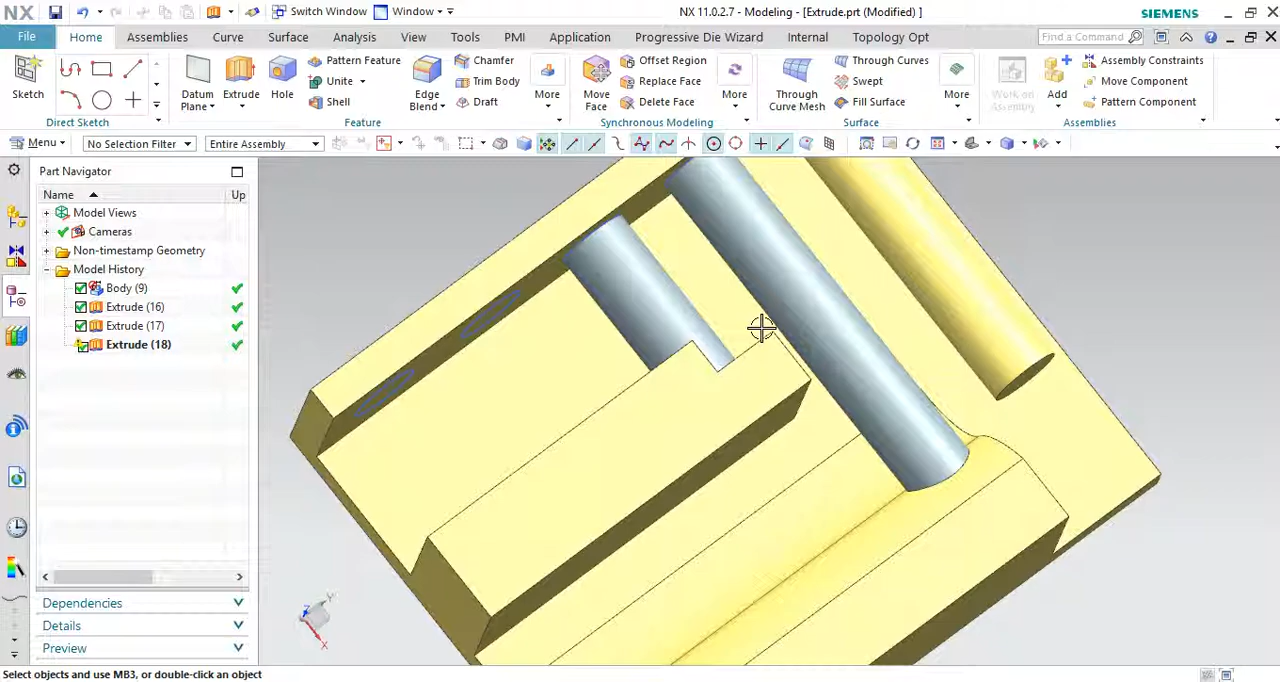 NX
Switch Window
Window
NX 11.0.2.7 - Modeling - [Extrude.prt (Modified) ]
SIEMENS
File
Home
Assemblies
Curve
Surface
Analysis
View
Tools
PMI
Application
Progressive Die Wizard
Internal
Topology Opt
Find a Command
Sketch
Direct Sketch
Datum
Plane
Extrude
Hole
Pattern Feature
Unite
Shell
Edge
Blend
Chamfer
Trim Body
Draft
More
Feature
Move
Face
Offset Region
Replace Face
Delete Face
More
Synchronous Modeling
Through
Curve Mesh
Through Curves
Swept
Fill Surface
More
Surface
Work on
Assembly
Add
Assembly Constraints
Move Component
Pattern Component
Assemblies
Menu
No Selection Filter
Entire Assembly
Part Navigator
Name
Up
Model Views
Cameras
Non-timestamp Geometry
Model History
Body (9)
Extrude (16)
Extrude (17)
Extrude (18)
Dependencies
Details
Preview
Y
Z
X
Select objects and use MB3, or double-click an object